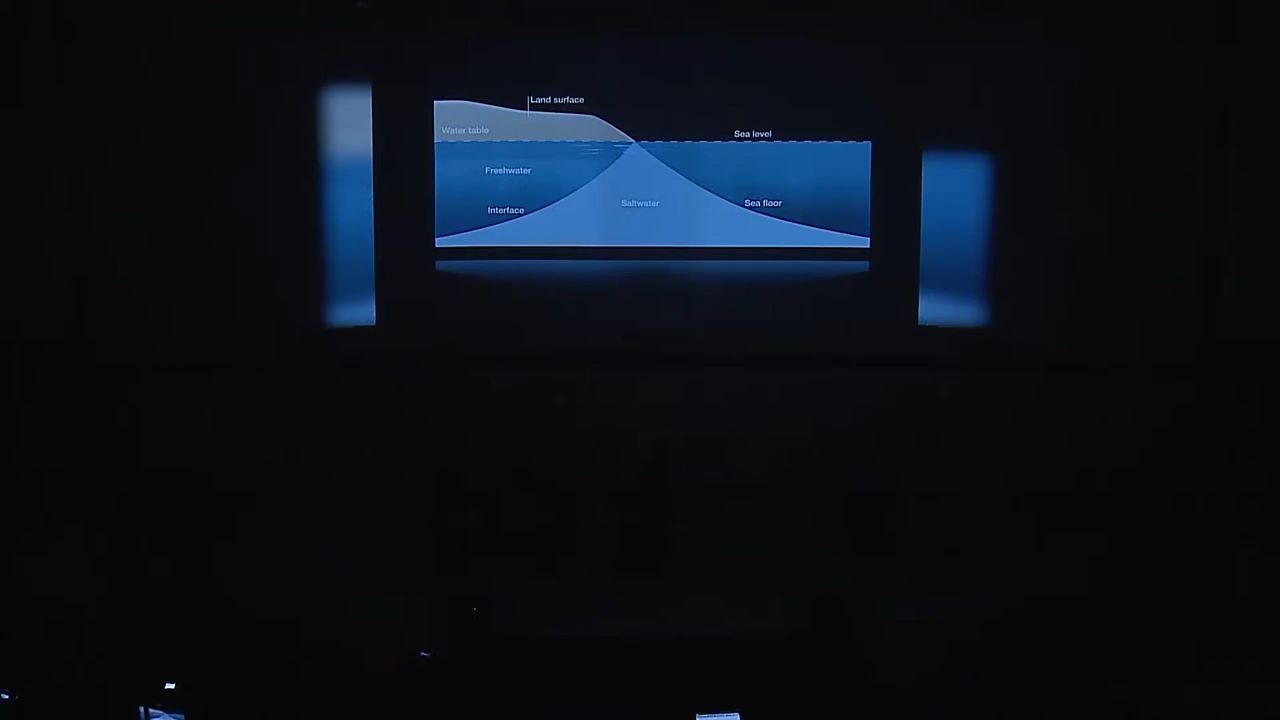 Land surface
Water table
Sea level
Freshwater
Saltwater
Sea floor
Interface